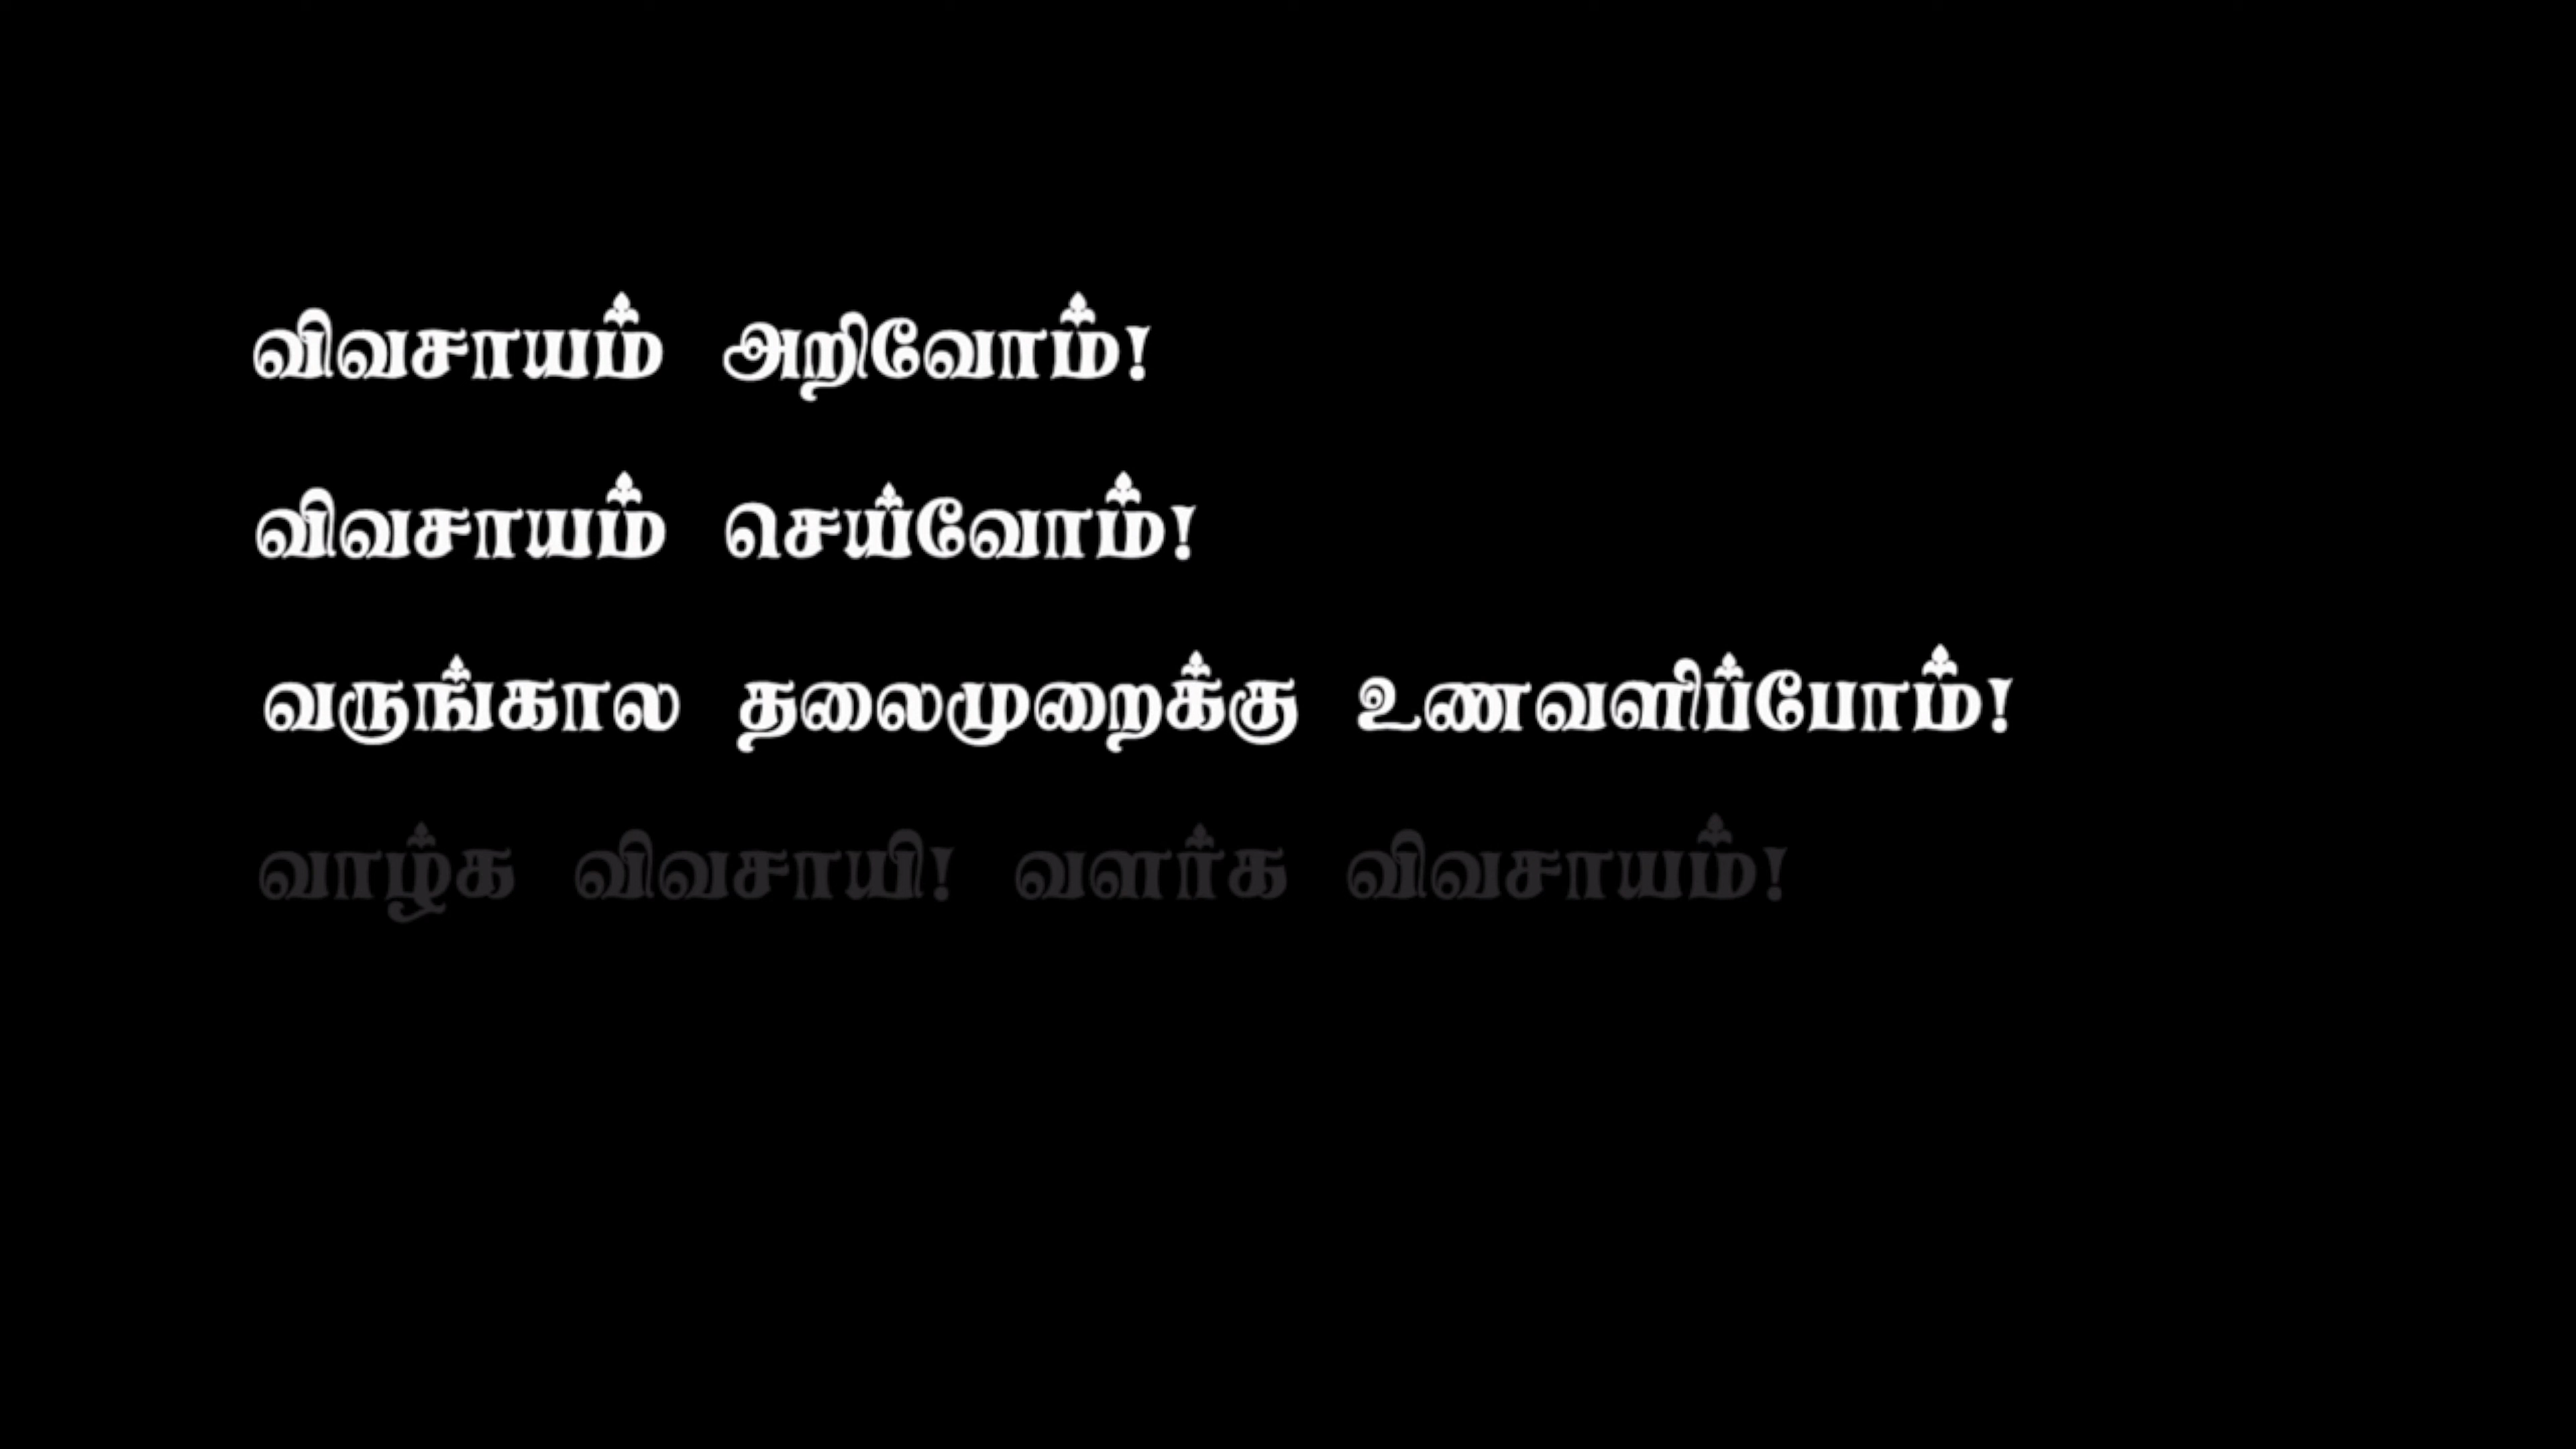 விவசாயம் அறிவோம்!
விவசாயம் செய்வோம்!
வருங்கால தலைமுறைக்கு உணவளிப்போம்!
வாழ்க விவசாயி! வளர்க விவசாயம்!